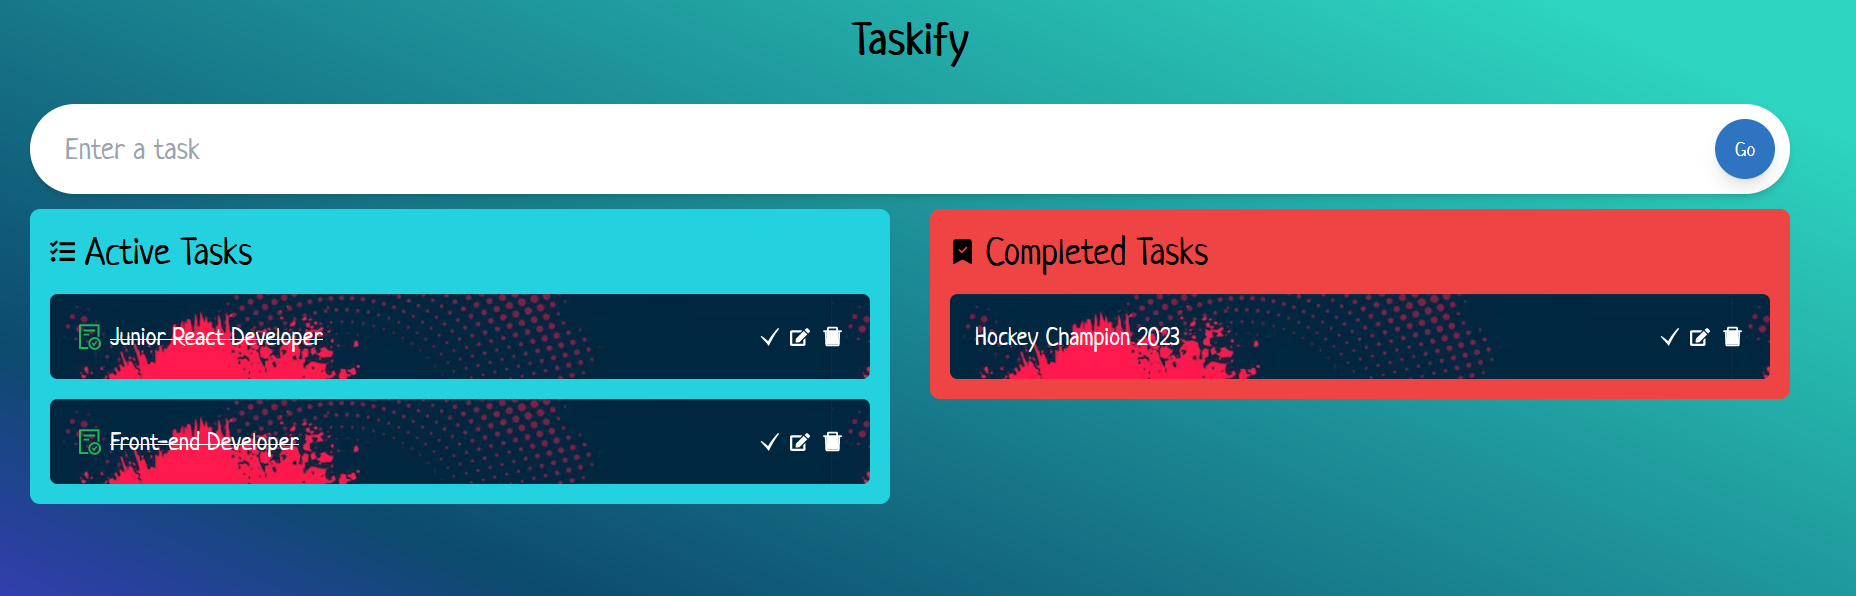 Taskify
Enter a task
Go
Active Tasks
Junior React Developer
Front-end Developer
Completed Tasks
Hockey Champion 2023